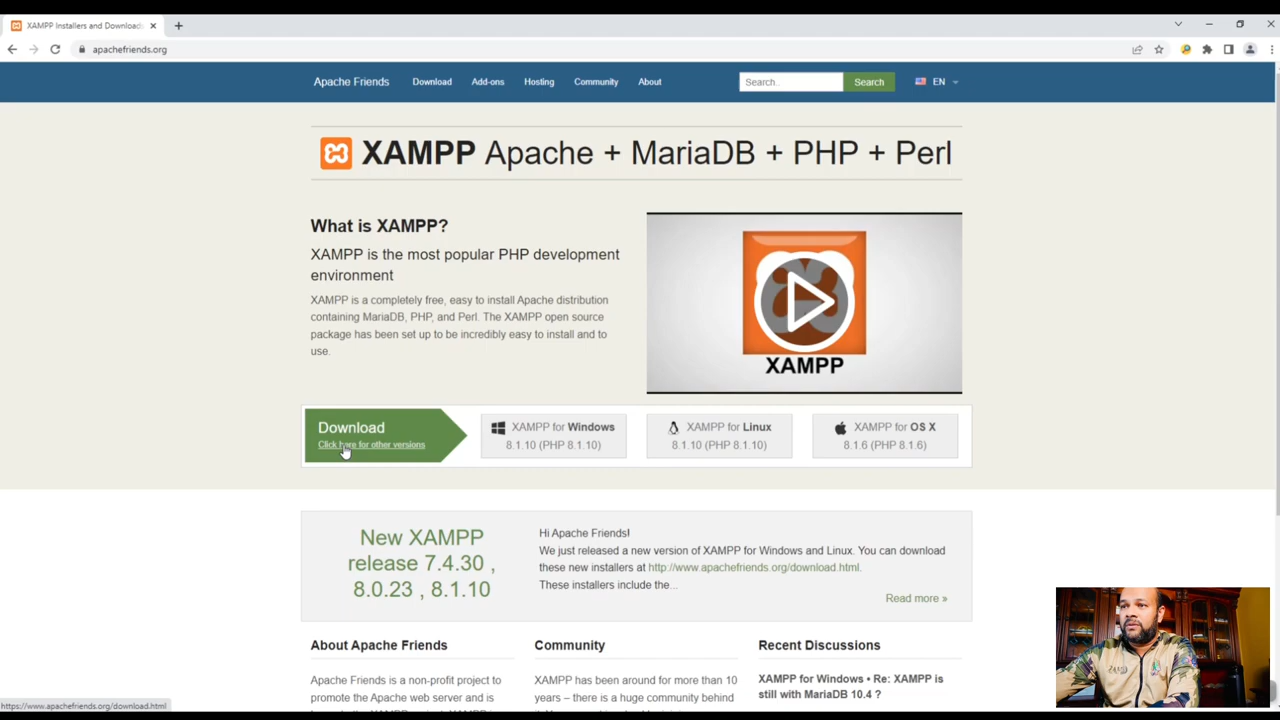 XAMPP Installers and Downloads
apachefriends.org
Apache Friends Download Add-ons Hosting Community About Search.. Search EN
XAMPP Apache + MariaDB + PHP + Perl
What is XAMPP?
XAMPP is the most popular PHP development
environment
XAMPP is a completely free, easy to install Apache distribution
containing MariaDB, PHP, and Perl. The XAMPP open source
package has been set up to be incredibly easy to install and to
use.
XAMPP
Download
Click here for other versions
XAMPP for Windows
8.1.10 (PHP 8.1.10)
XAMPP for Linux
8.1.10 (PHP 8.1.10)
XAMPP for OS X
8.1.6 (PHP 8.1.6)
New XAMPP
release 7.4.30 ,
8.0.23 , 8.1.10
Hi Apache Friends!
We just released a new version of XAMPP for Windows and Linux. You can download
these new installers at http://www.apachefriends.org/download.html.
These installers include the...
Read more »
About Apache Friends
Apache Friends is a non-profit project to
promote the Apache web server and is
Community
XAMPP has been around for more than 10
years – there is a huge community behind
Recent Discussions
XAMPP for Windows • Re: XAMPP is
still with MariaDB 10.4 ?
https://www.apachefriends.org/download.html